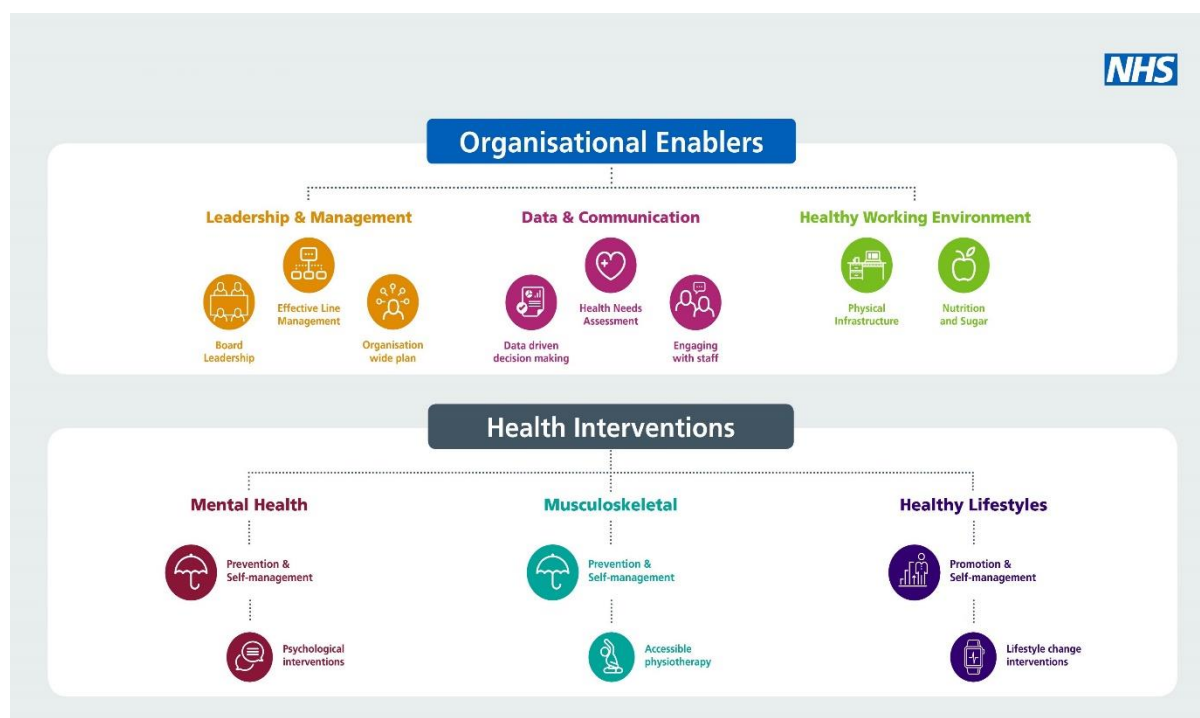 NHS
Organisational Enablers
Leadership & Management
Board
Leadership
Effective Line
Management
Organisation
wide plan
Data & Communication
Data driven
decision making
Health Needs
Assessment
Engaging
with staff
Healthy Working Environment
Physical
Infrastructure
Nutrition
and Sugar
Health Interventions
Mental Health
Prevention &
Self-management
Psychological
interventions
Musculoskeletal
Prevention &
Self-management
Accessible
physiotherapy
Healthy Lifestyles
Promotion &
Self-management
Lifestyle change
interventions